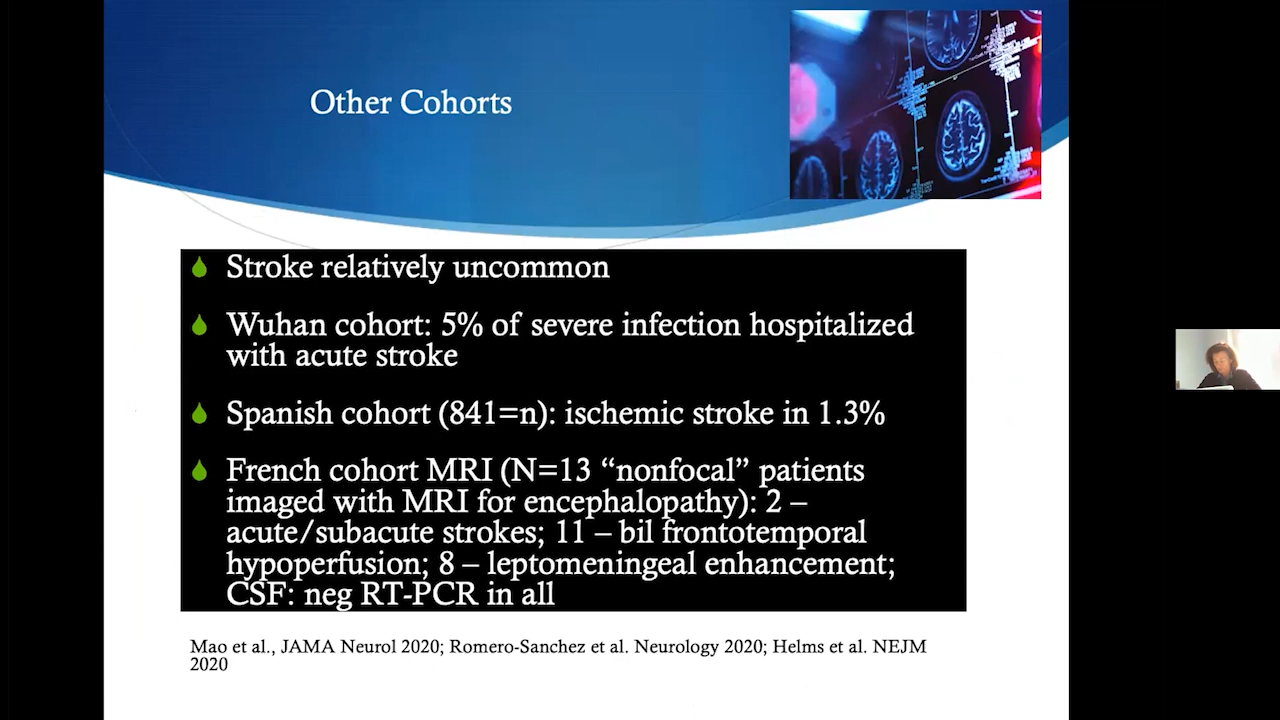 Other Cohorts
Stroke relatively uncommon
Wuhan cohort: 5% of severe infection hospitalized
with acute stroke
Spanish cohort (841=n): ischemic stroke in 1.3%
French cohort MRI (N=13 “nonfocal” patients
imaged with MRI for encephalopathy): 2 –
acute/subacute strokes; 11 – bil frontotemporal
hypoperfusion; 8 – leptomeningeal enhancement;
CSF: neg RT-PCR in all
Mao et al., JAMA Neurol 2020; Romero-Sanchez et al. Neurology 2020; Helms et al. NEJM
2020